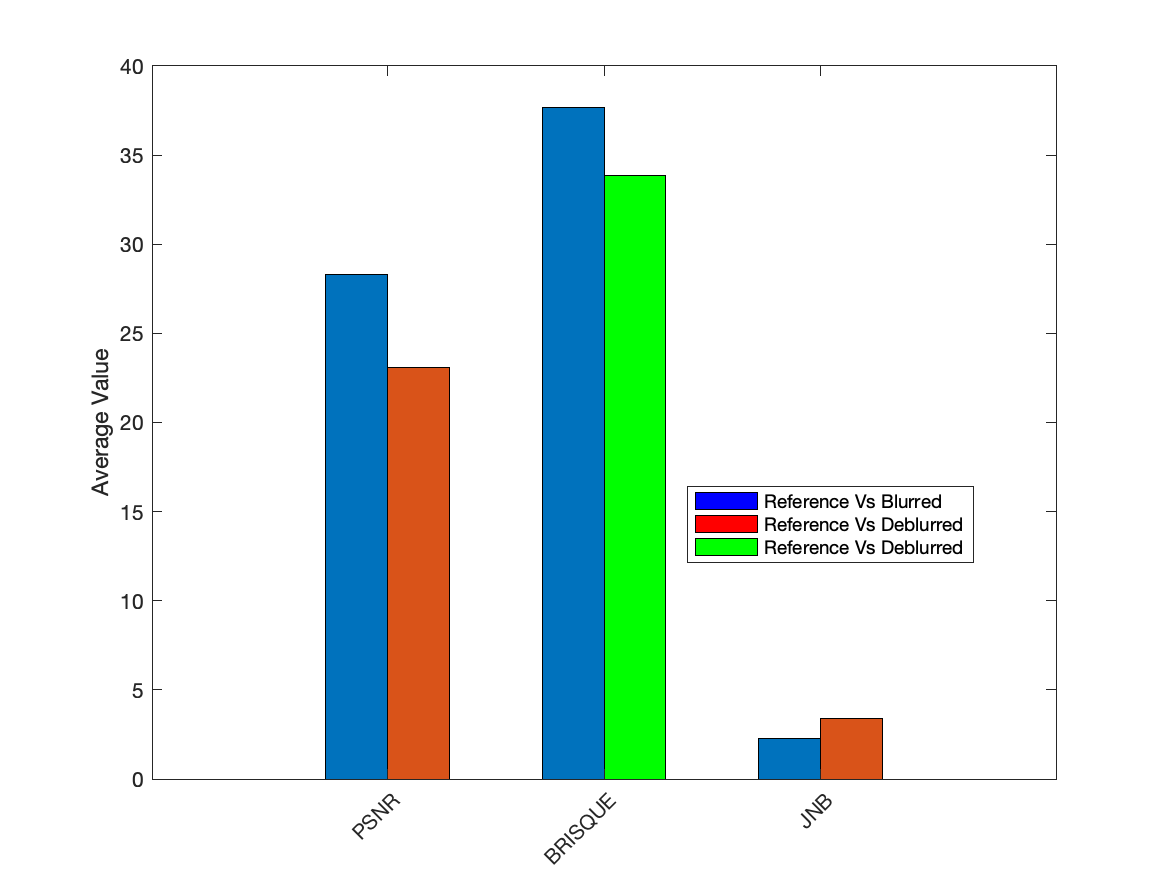 40
35
30
25
20
15
10
5
0
Average Value
Reference Vs Blurred
Reference Vs Deblurred
Reference Vs Deblurred
PSNR
BRISQUE
JNB